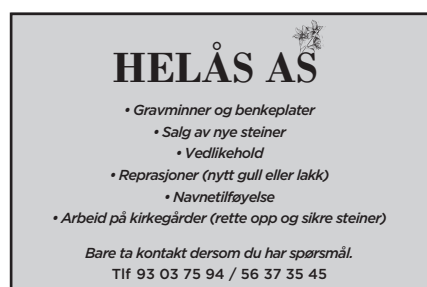 HELÅS AS
• Gravminner og benkeplater
• Salg av nye steiner
• Vedlikehold
• Reprasjoner (nytt gull eller lakk)
• Navnetilføyelse
• Arbeid på kirkegårder (rette opp og sikre steiner)
Bare ta kontakt dersom du har spørsmål.
Tlf 93 03 75 94 / 56 37 35 45